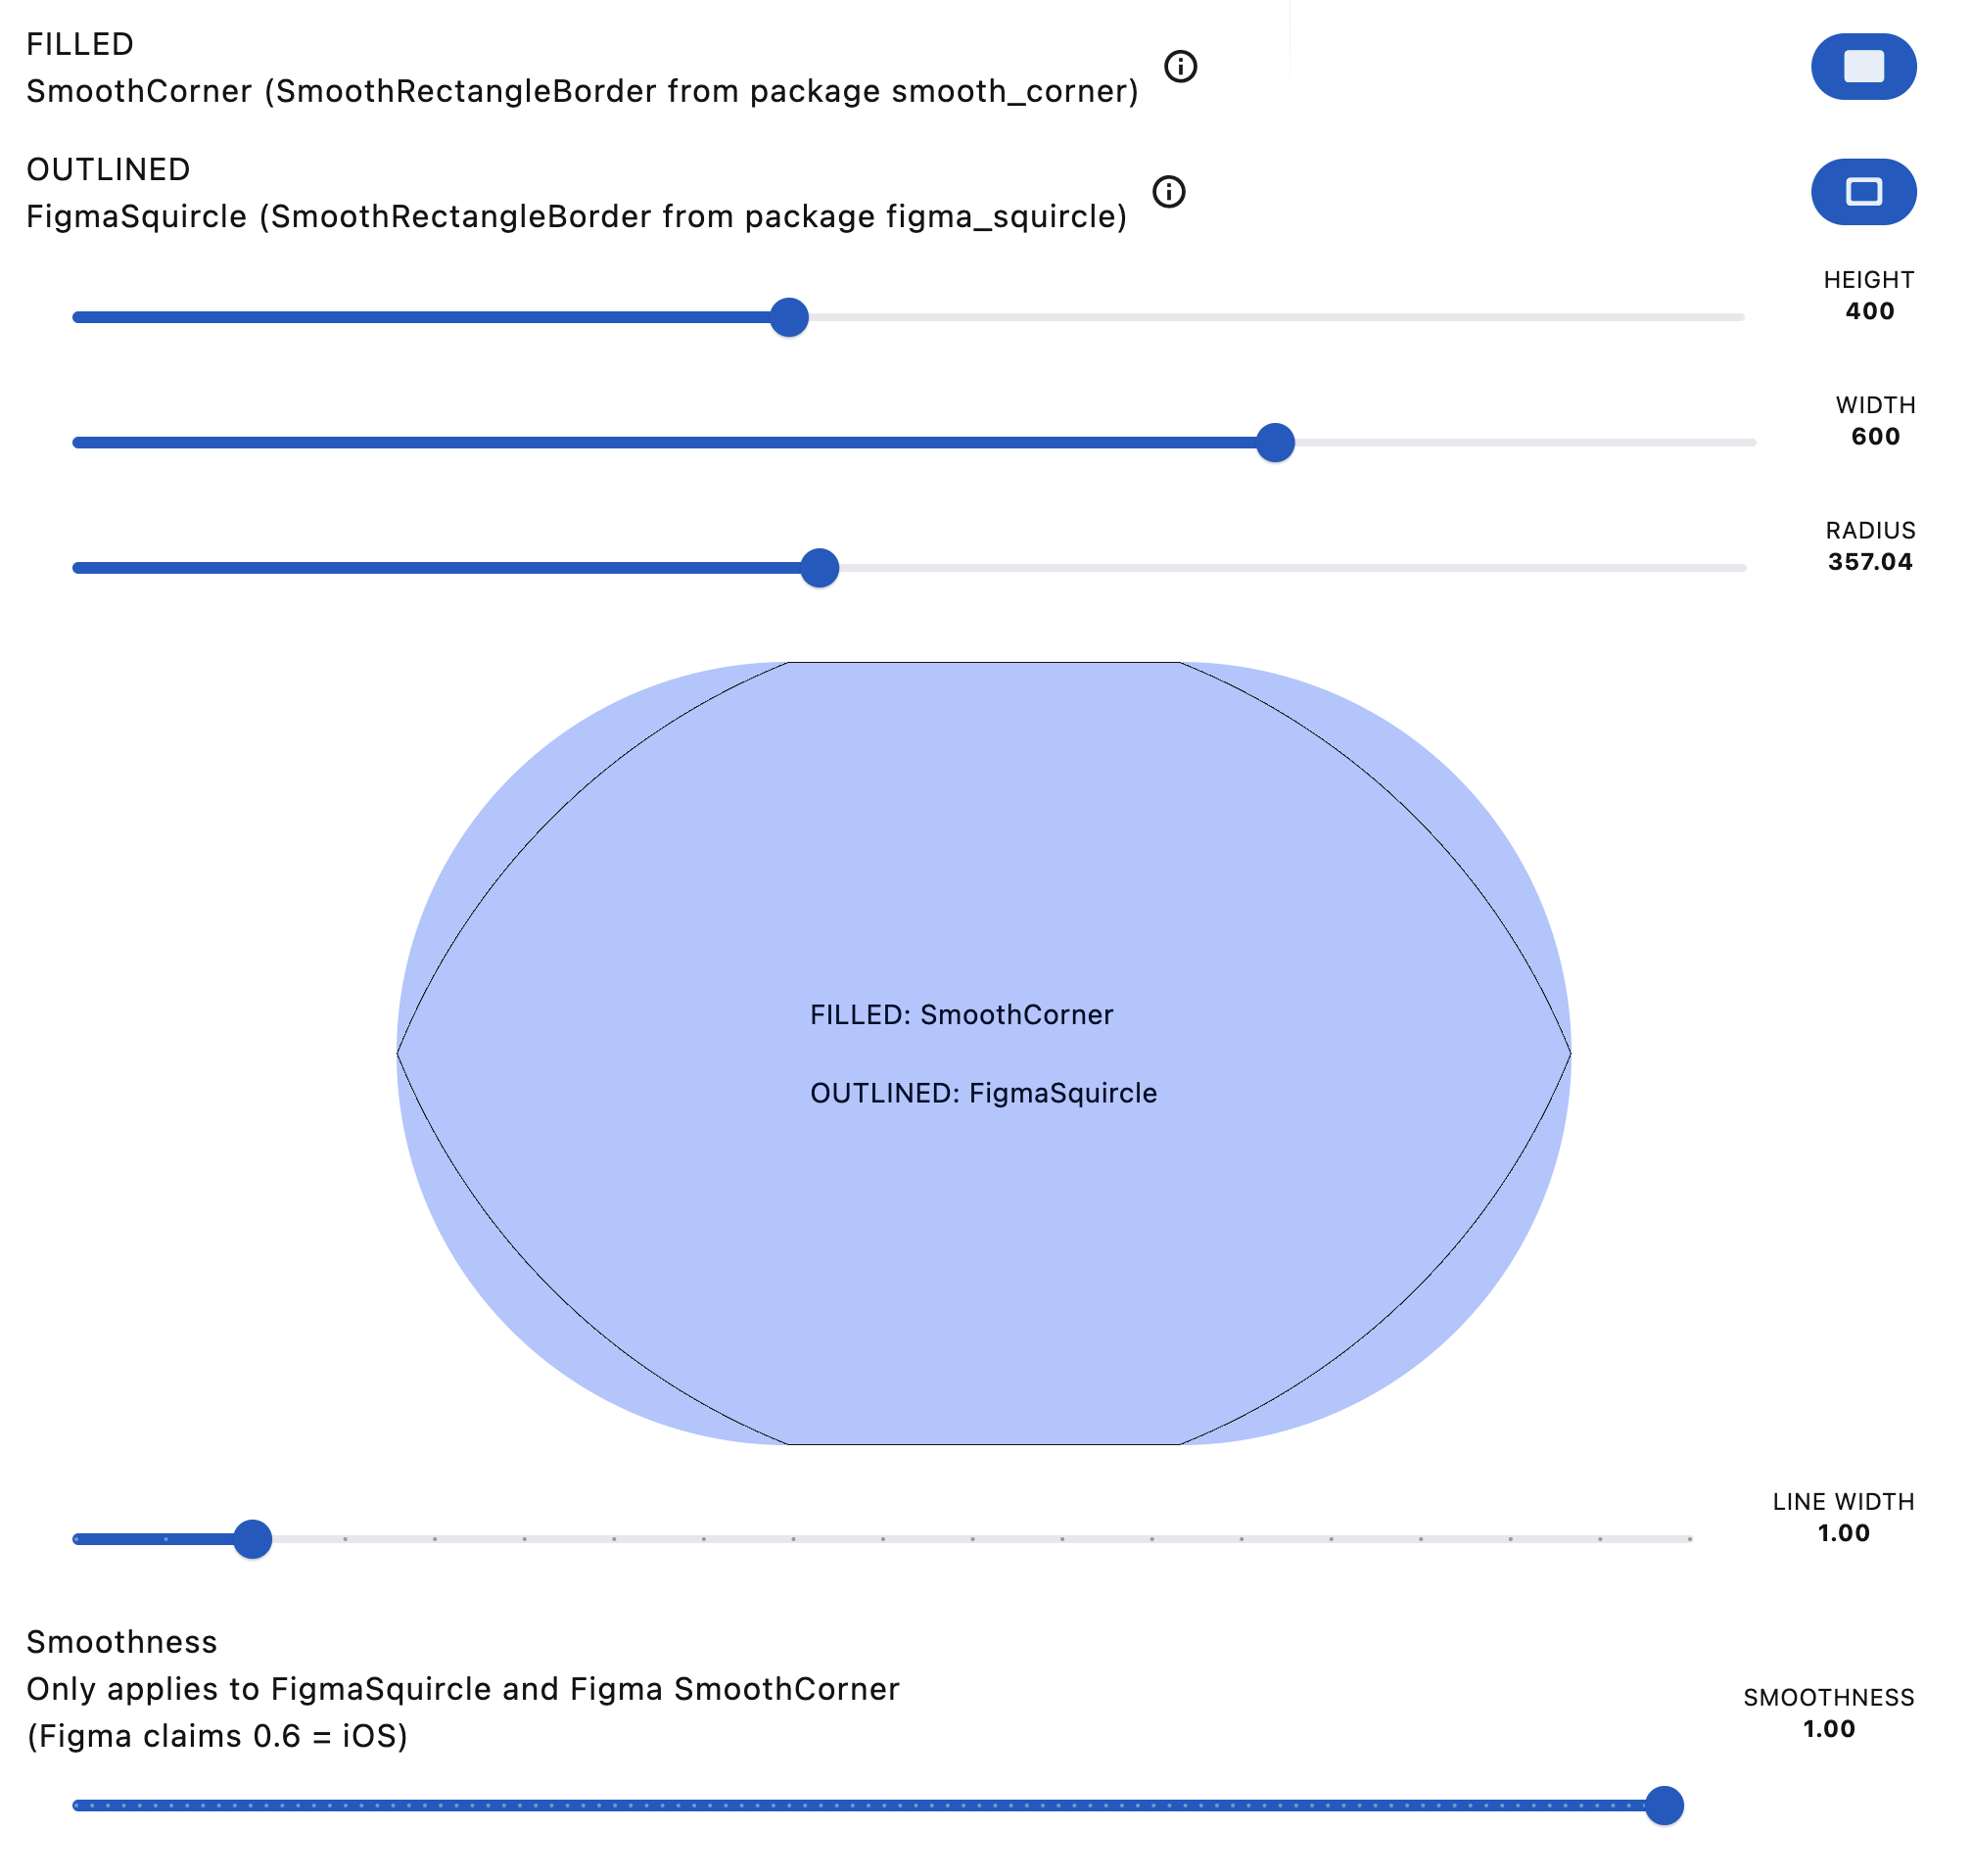 FILLED
SmoothCorner (SmoothRectangleBorder from package smooth_corner)
OUTLINED
FigmaSquircle (SmoothRectangleBorder from package figma_squircle)
HEIGHT
400
WIDTH
600
RADIUS
357.04
FILLED: SmoothCorner
OUTLINED: FigmaSquircle
LINE WIDTH
1.00
Smoothness
Only applies to FigmaSquircle and Figma SmoothCorner
(Figma claims 0.6 = iOS)
SMOOTHNESS
1.00